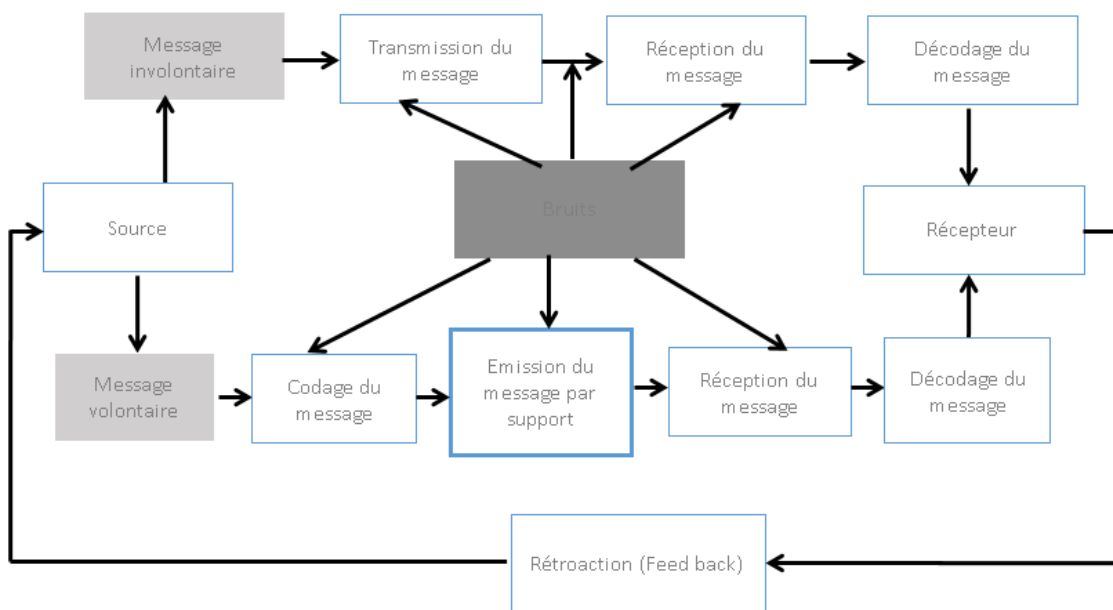 Message
involontaire
Transmission du
message
Réception du
message
Décodage du
message
Bruits
Source
Récepteur
Message
volontaire
Codage du
message
Emission du
message par
support
Réception du
message
Décodage du
message
Rétroaction (Feed back)